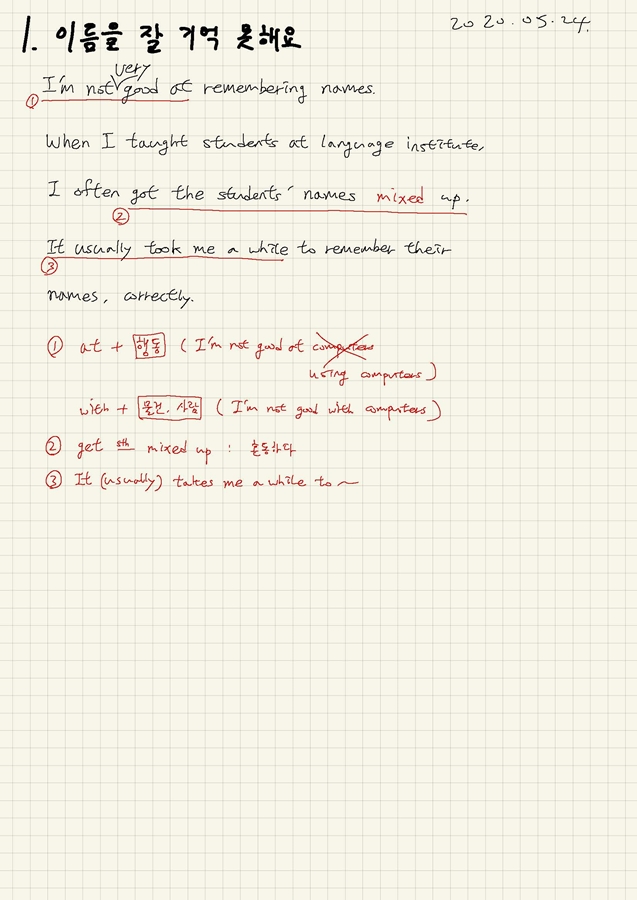 1. 이름을 잘 기억 못해요
2020.05.24.
very
I'm not good at remembering names.
①
When I taught students at language institute,
I often got the students' names mixed up.
②
It usually took me a while to remember their
③
names, correctly.
① at + 행동 ( I'm not good at computers
using computers )
with + 물건, 사람 ( I'm not good with computers )
② get sth mixed up : 혼동하다
③ It (usually) takes me a while to ~